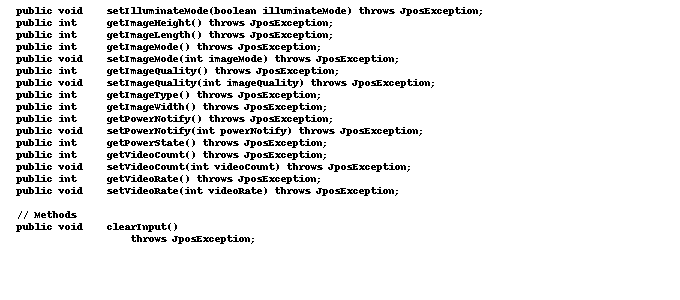 public void    setIlluminateMode(boolean illuminateMode) throws JposException;
public int     getImageHeight() throws JposException;
public int     getImageLength() throws JposException;
public int     getImageMode() throws JposException;
public void    setImageMode(int imageMode) throws JposException;
public int     getImageQuality() throws JposException;
public void    setImageQuality(int imageQuality) throws JposException;
public int     getImageType() throws JposException;
public int     getImageWidth() throws JposException;
public int     getPowerNotify() throws JposException;
public void    setPowerNotify(int powerNotify) throws JposException;
public int     getPowerState() throws JposException;
public int     getVideoCount() throws JposException;
public void    setVideoCount(int videoCount) throws JposException;
public int     getVideoRate() throws JposException;
public void    setVideoRate(int videoRate) throws JposException;
// Methods
public void    clearInput()
throws JposException;